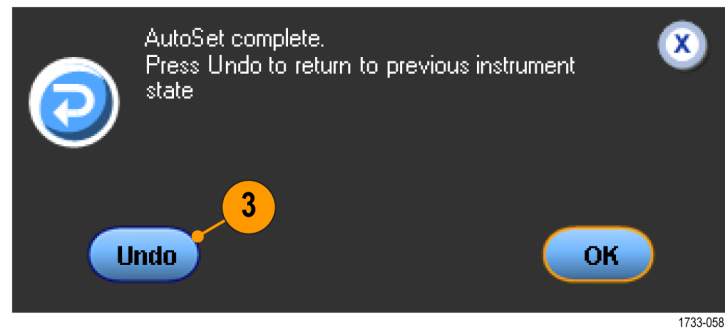 AutoSet complete.
Press Undo to return to previous instrument
state
X
3
Undo
OK
1733-058